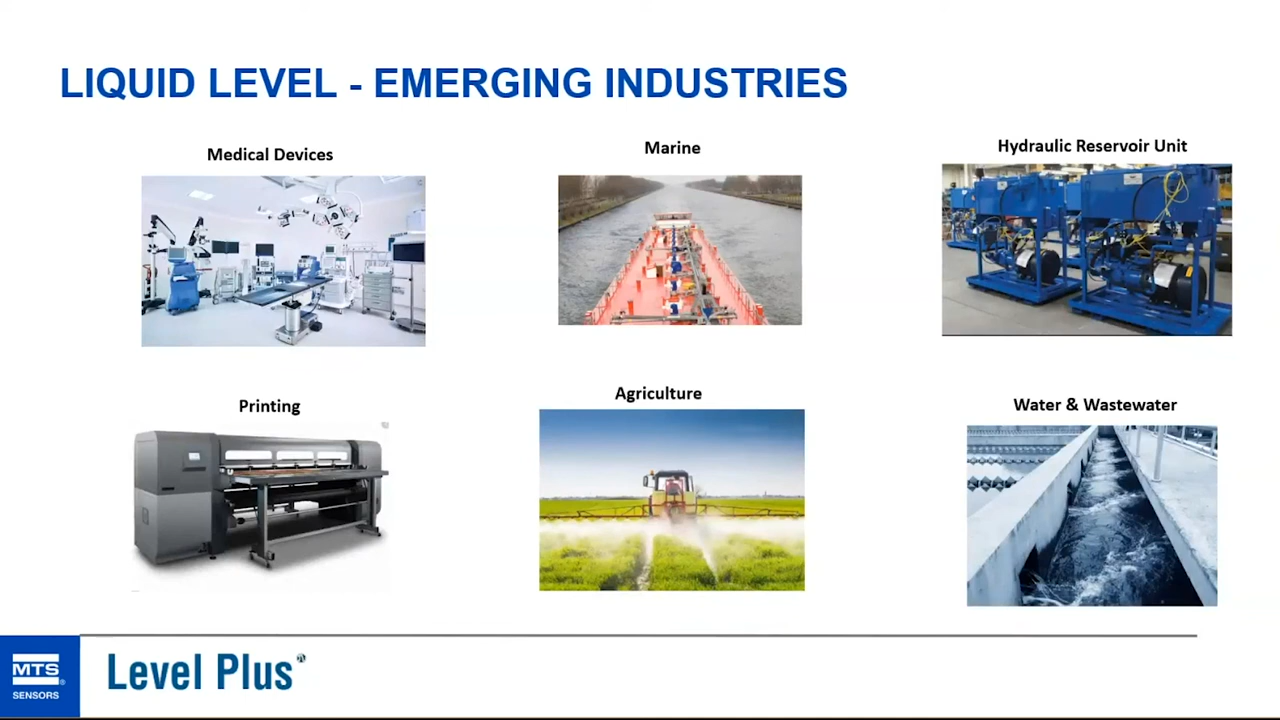 LIQUID LEVEL - EMERGING INDUSTRIES
Medical Devices
Marine
Hydraulic Reservoir Unit
Printing
Agriculture
Water & Wastewater
MTS®
SENSORS
Level Plus®